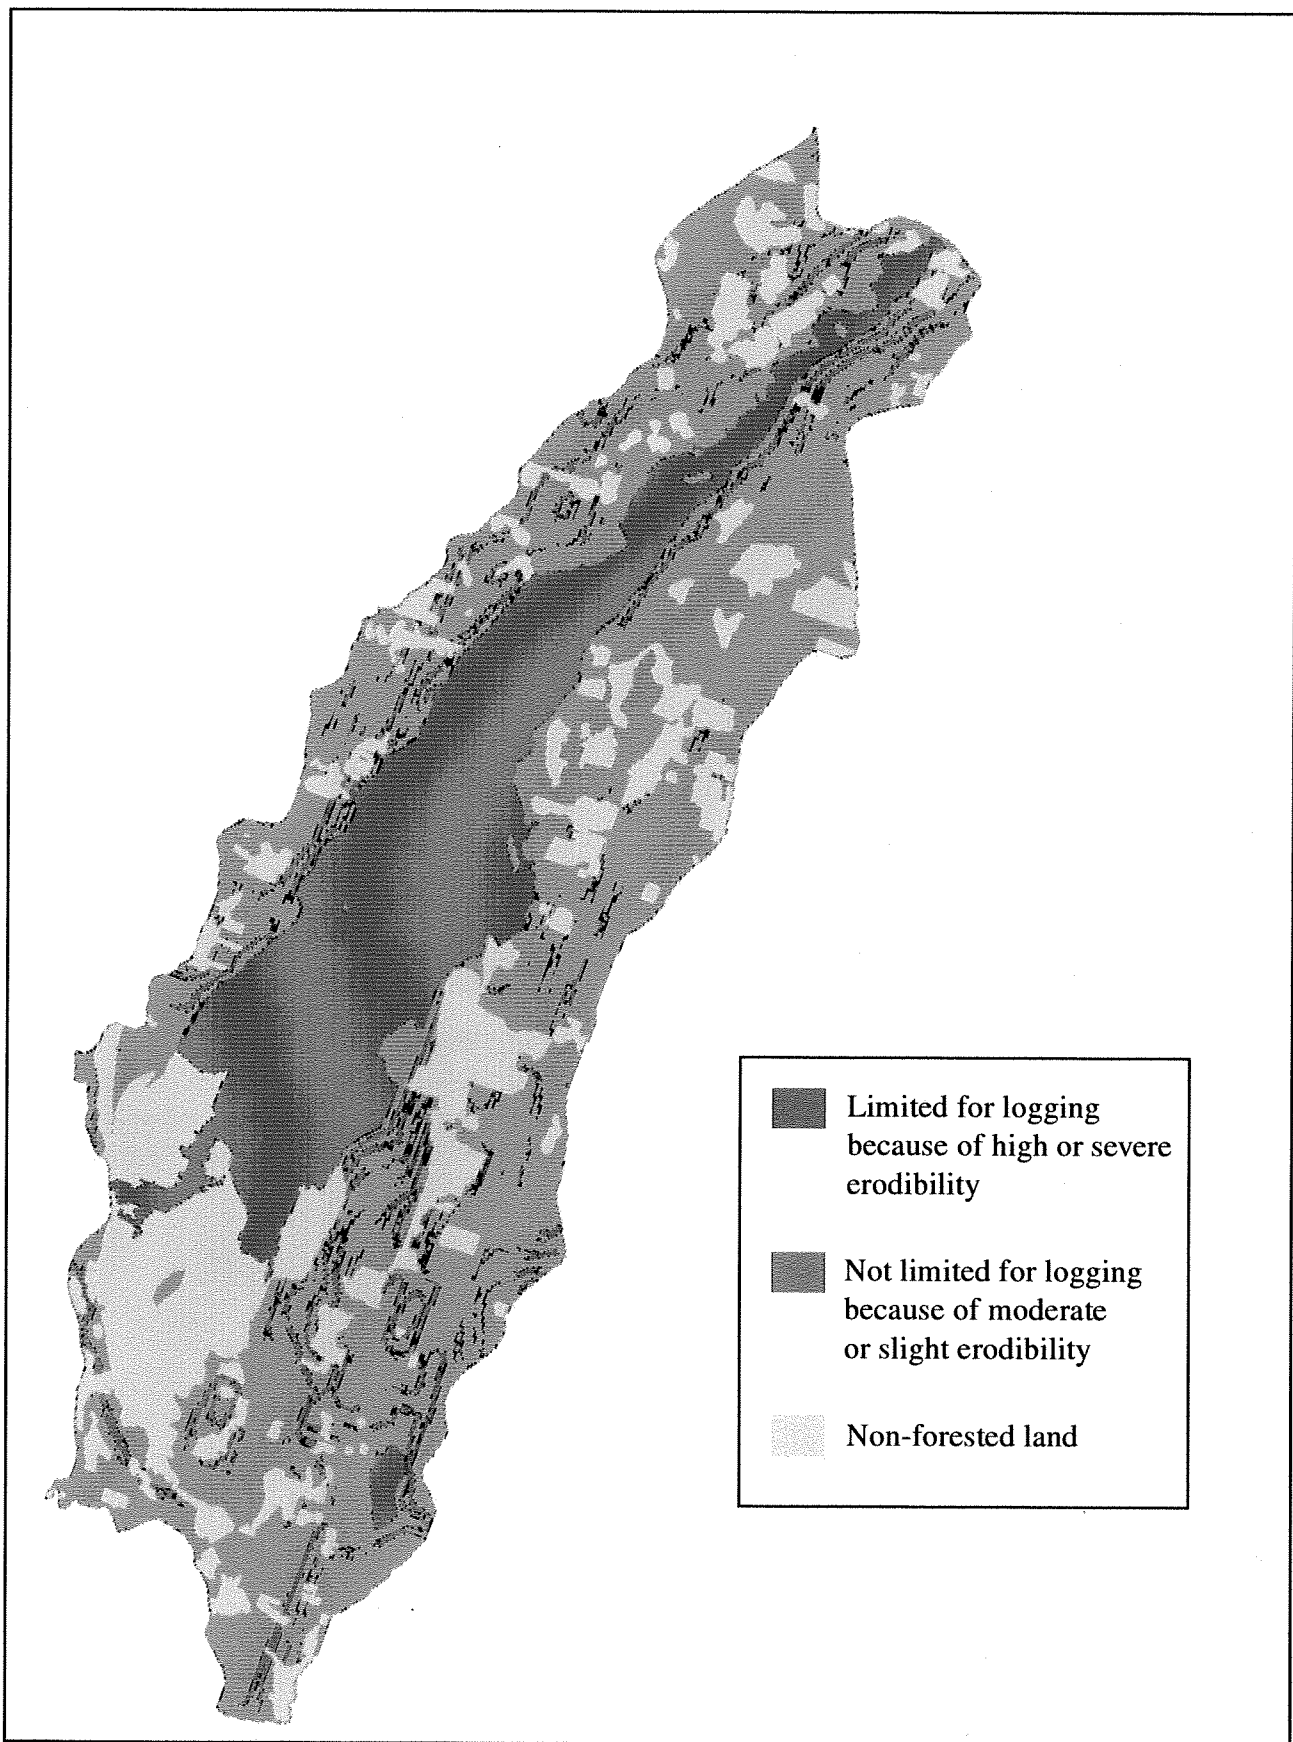 Limited for logging
because of high or severe
erodibility
Not limited for logging
because of moderate
or slight erodibility
Non-forested land